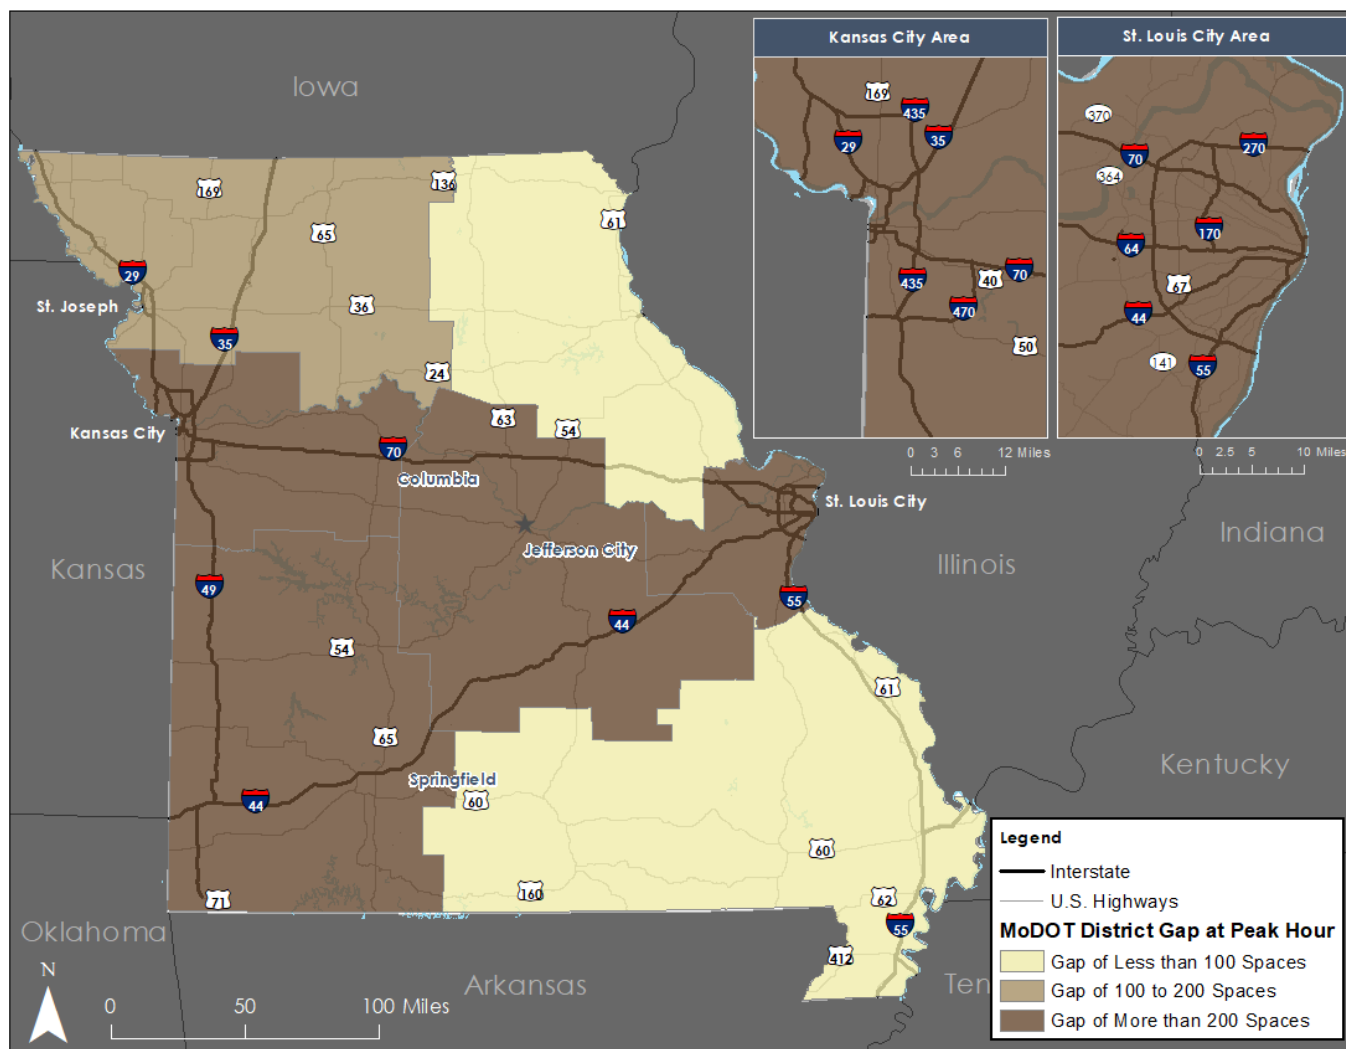 Iowa
Kansas City Area
St. Louis City Area
169
435
29
35
435
40
70
470
50
0 3 6 12 Miles
370
70
270
364
64
170
67
44
141
55
0 2.5 5 10 Miles
169
136
61
65
29
St. Joseph
36
35
24
63
54
Kansas City
70
Columbia
St. Louis City
Jefferson City
Indiana
Kansas
Illinois
49
55
44
54
61
65
Kentucky
Springfield
60
44
60
160
62
71
55
412
Oklahoma
Arkansas
Ten
N
0 50 100 Miles
Legend
Interstate
U.S. Highways
MoDOT District Gap at Peak Hour
Gap of Less than 100 Spaces
Gap of 100 to 200 Spaces
Gap of More than 200 Spaces